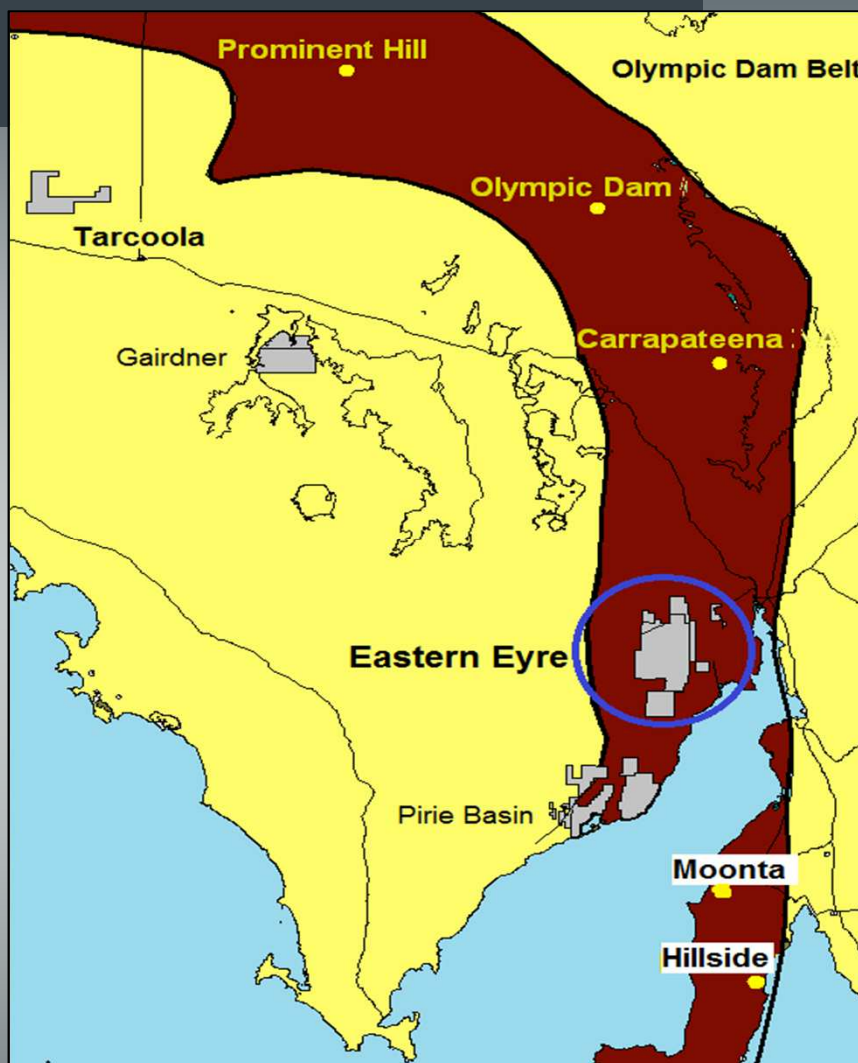 Prominent Hill
Olympic Dam Belt
Olympic Dam
Tarcoola
Carrapateena
Gairdner
Eastern Eyre
Pirie Basin
Moonta
Hillside